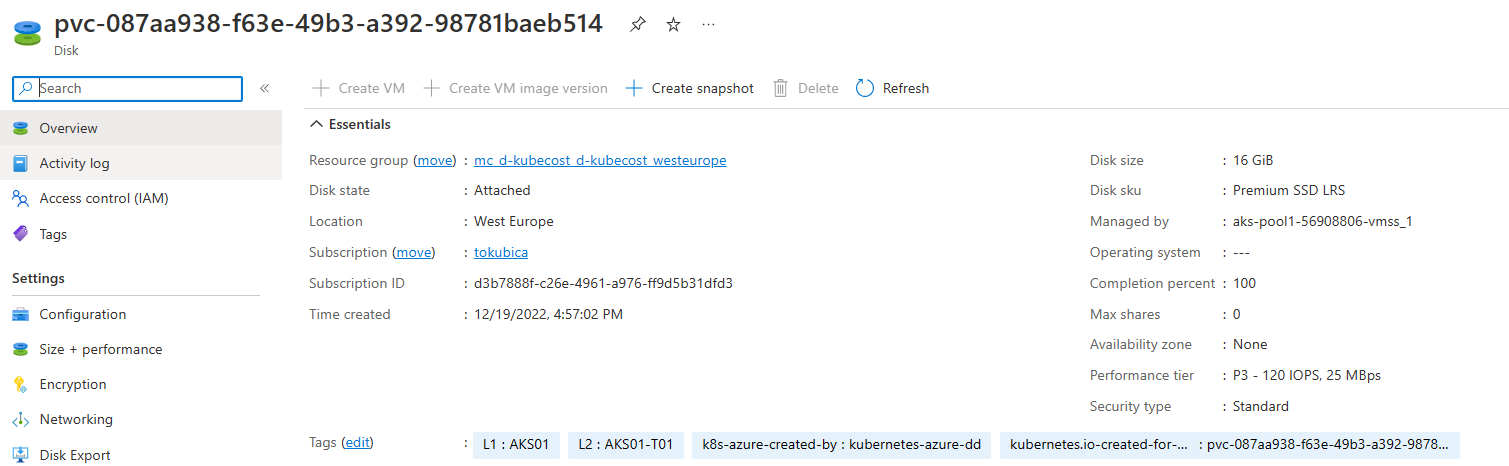 pvc-087aa938-f63e-49b3-a392-98781baeb514
Disk
Search
Create VM
Create VM image version
Create snapshot
Delete
Refresh
Overview
Activity log
Access control (IAM)
Tags
Settings
Configuration
Size + performance
Encryption
Networking
Disk Export
Essentials
Resource group (move) : mc_d-kubecost_d-kubecost_westeurope
Disk state : Attached
Location : West Europe
Subscription (move) : tokubica
Subscription ID : d3b7888f-c26e-4961-a976-ff9d5b31dfd3
Time created : 12/19/2022, 4:57:02 PM
Disk size : 16 GiB
Disk sku : Premium SSD LRS
Managed by : aks-pool1-56908806-vmss_1
Operating system : ---
Completion percent : 100
Max shares : 0
Availability zone : None
Performance tier : P3 - 120 IOPS, 25 MBps
Security type : Standard
Tags (edit) : L1 : AKS01 L2 : AKS01-T01 k8s-azure-created-by : kubernetes-azure-dd kubernetes.io-created-for-... : pvc-087aa938-f63e-49b3-a392-9878...